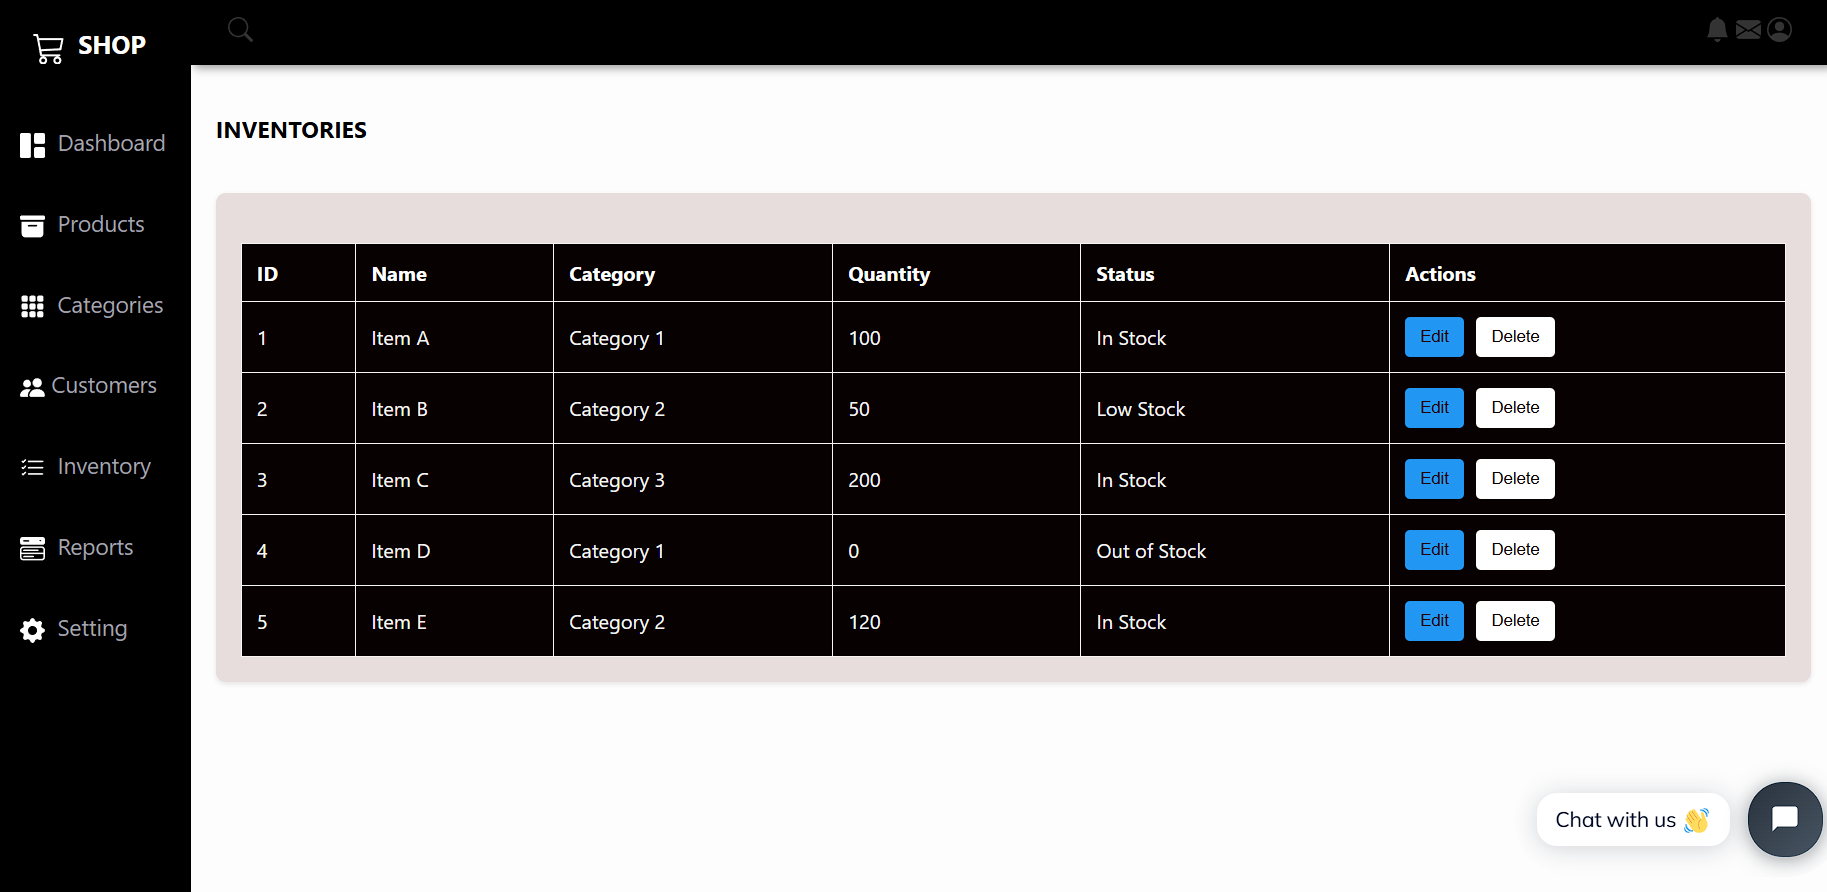 SHOP
Dashboard
Products
Categories
Customers
Inventory
Reports
Setting
INVENTORIES
ID Name Category Quantity Status Actions
1 Item A Category 1 100 In Stock Edit Delete
2 Item B Category 2 50 Low Stock Edit Delete
3 Item C Category 3 200 In Stock Edit Delete
4 Item D Category 1 0 Out of Stock Edit Delete
5 Item E Category 2 120 In Stock Edit Delete
Chat with us 👋